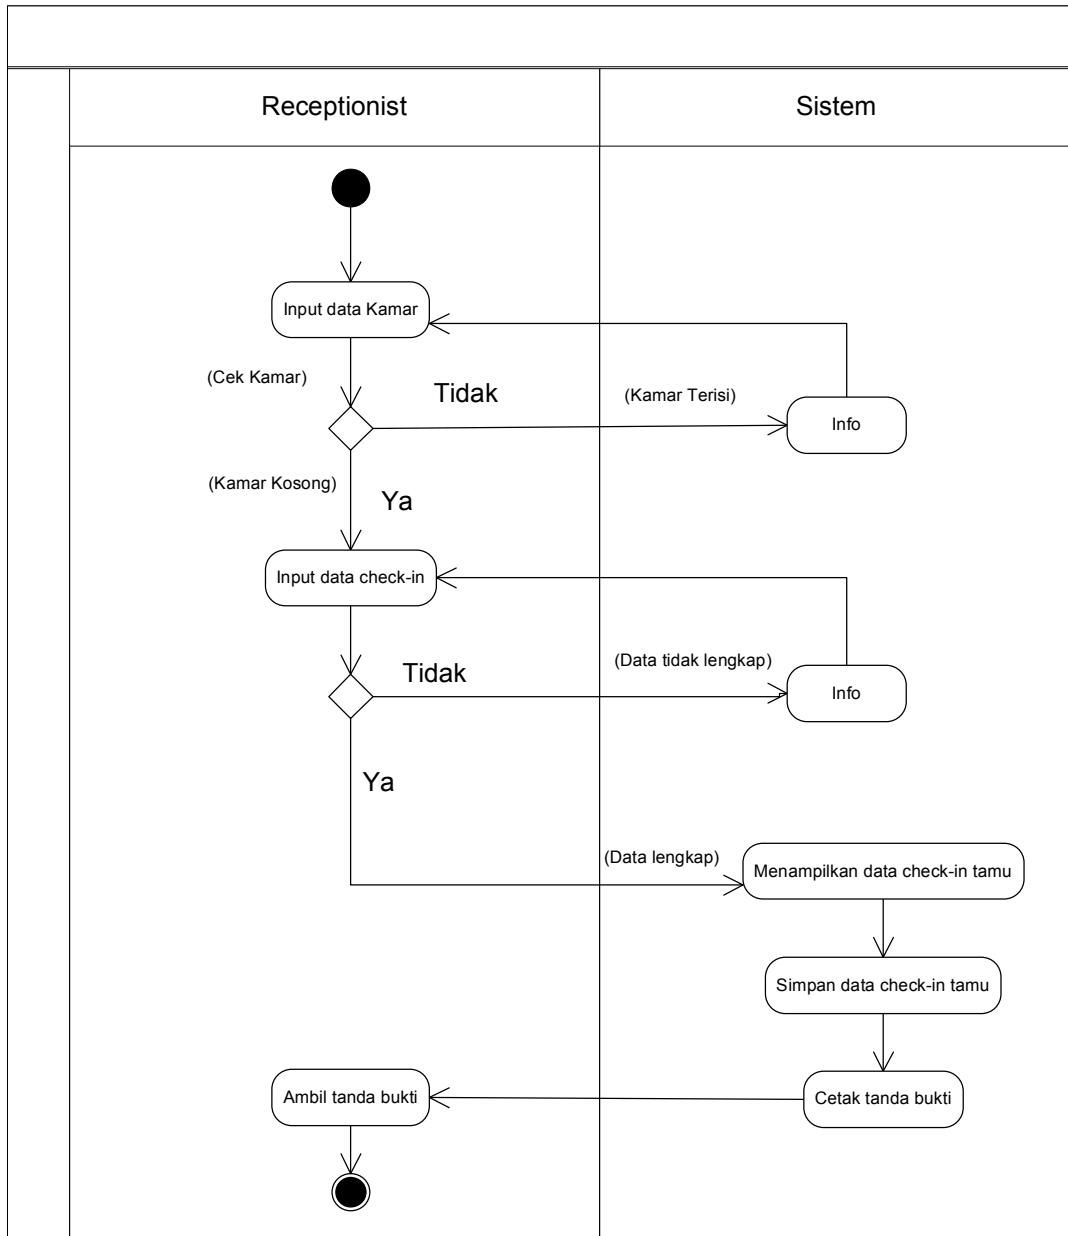 Receptionist
Sistem
Input data Kamar
(Cek Kamar)
Tidak
(Kamar Terisi)
Info
(Kamar Kosong)
Ya
Input data check-in
Tidak
(Data tidak lengkap)
Info
Ya
(Data lengkap)
Menampilkan data check-in tamu
Simpan data check-in tamu
Ambil tanda bukti
Cetak tanda bukti